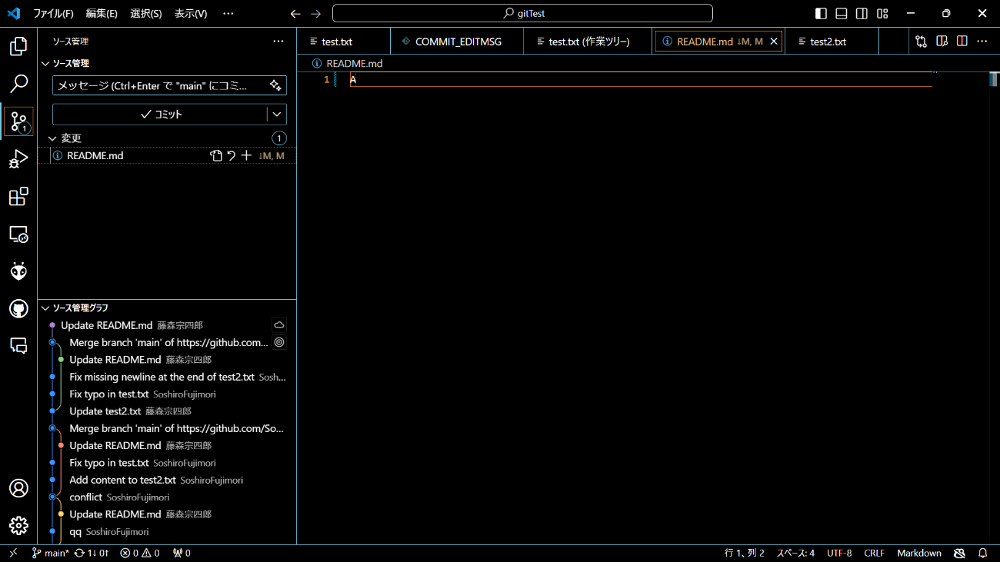 ファイル(F) 編集(E) 選択(S) 表示(V) ··· gitTest
ソース管理 ···
test.txt COMMIT_EDITMSG test.txt (作業ツリー) README.md ↓M, M test2.txt ···
ソース管理
README.md
メッセージ (Ctrl+Enter で "main" にコミ...
1 A
コミット
変更 1
1
README.md ↓M, M
ソース管理グラフ
Update README.md 藤森宗四郎
Merge branch 'main' of https://github.com...
Update README.md 藤森宗四郎
Fix missing newline at the end of test2.txt Sosh...
Fix typo in test.txt SoshiroFujimori
Update test2.txt 藤森宗四郎
Merge branch 'main' of https://github.com/So...
Update README.md 藤森宗四郎
Fix typo in test.txt SoshiroFujimori
Add content to test2.txt SoshiroFujimori
conflict SoshiroFujimori
Update README.md 藤森宗四郎
qq SoshiroFujimori
main* 1↓ 0↑ 0 0 0 行 1、列 2 スペース: 4 UTF-8 CRLF Markdown